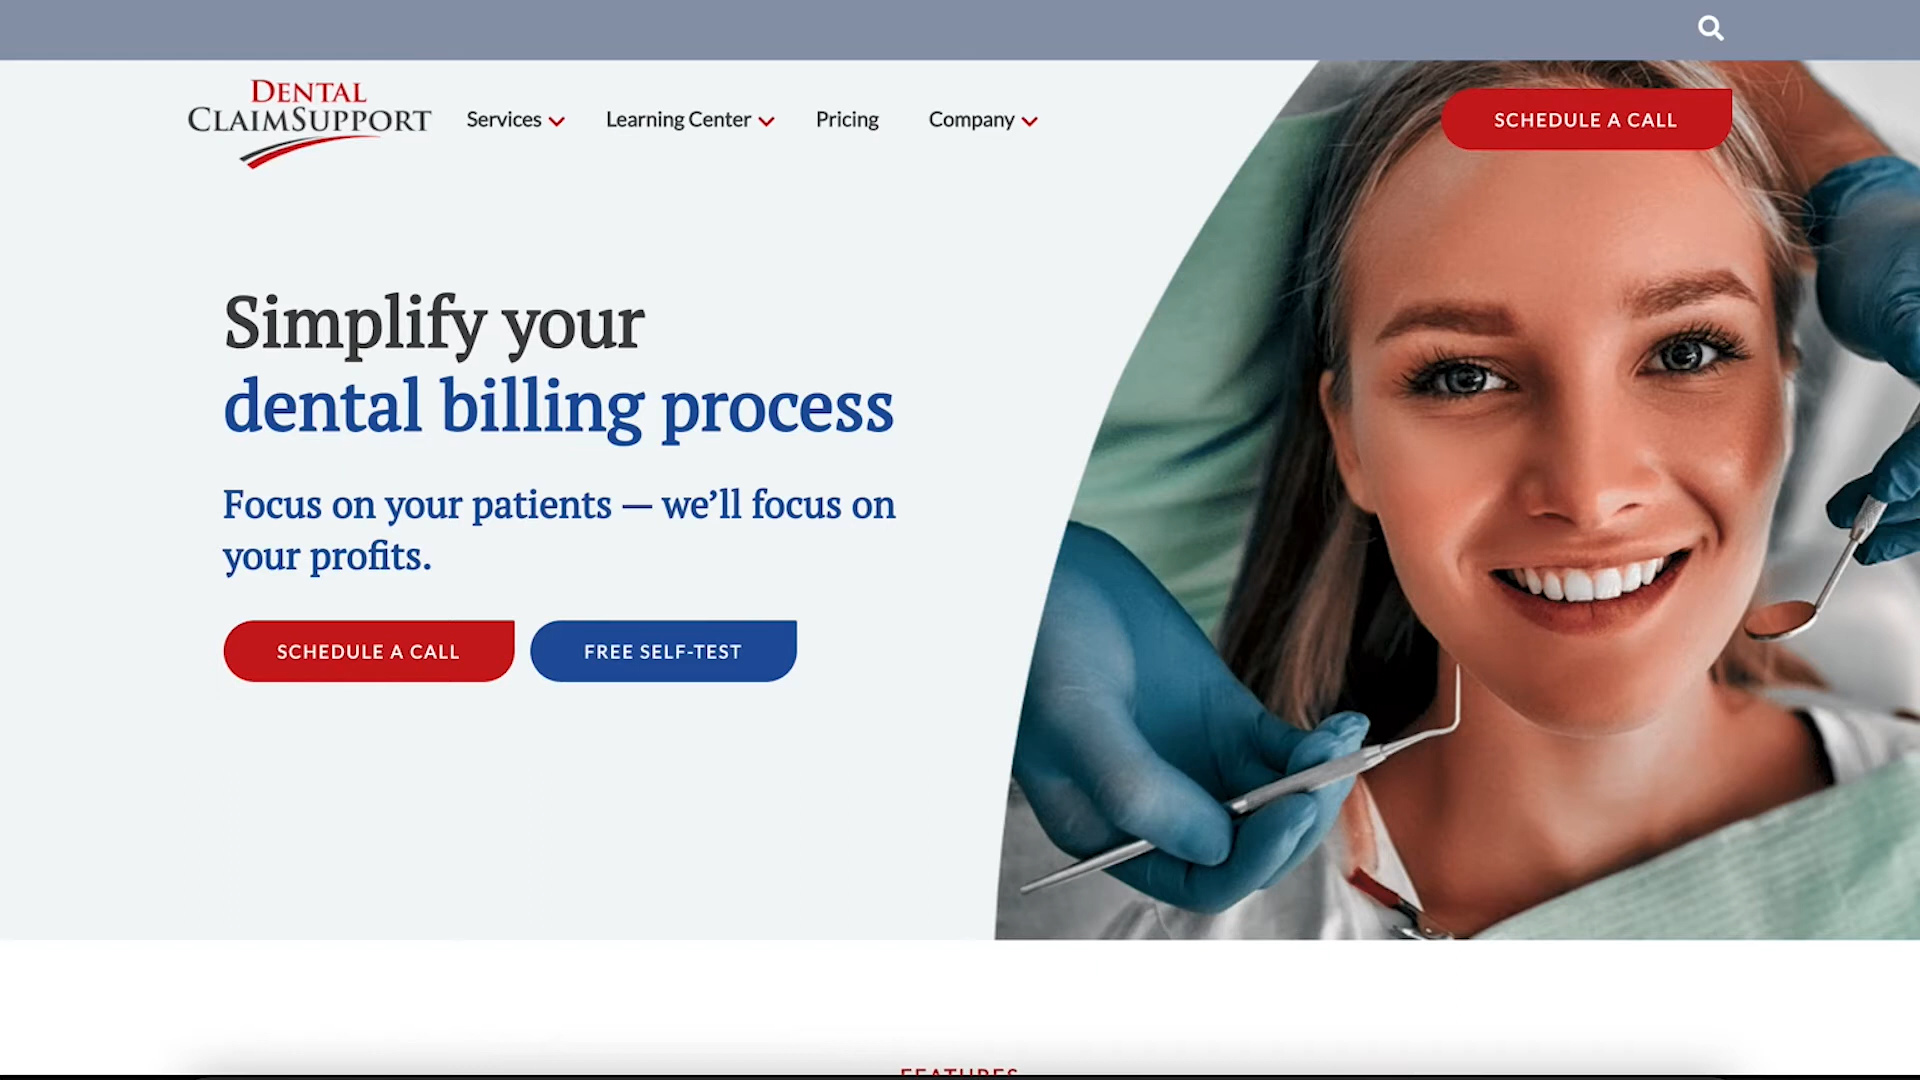 DENTAL
CLAIMSUPPORT
Services
Learning Center
Pricing
Company
SCHEDULE A CALL
Simplify your
dental billing process
Focus on your patients — we’ll focus on
your profits.
SCHEDULE A CALL
FREE SELF-TEST
FEATURES